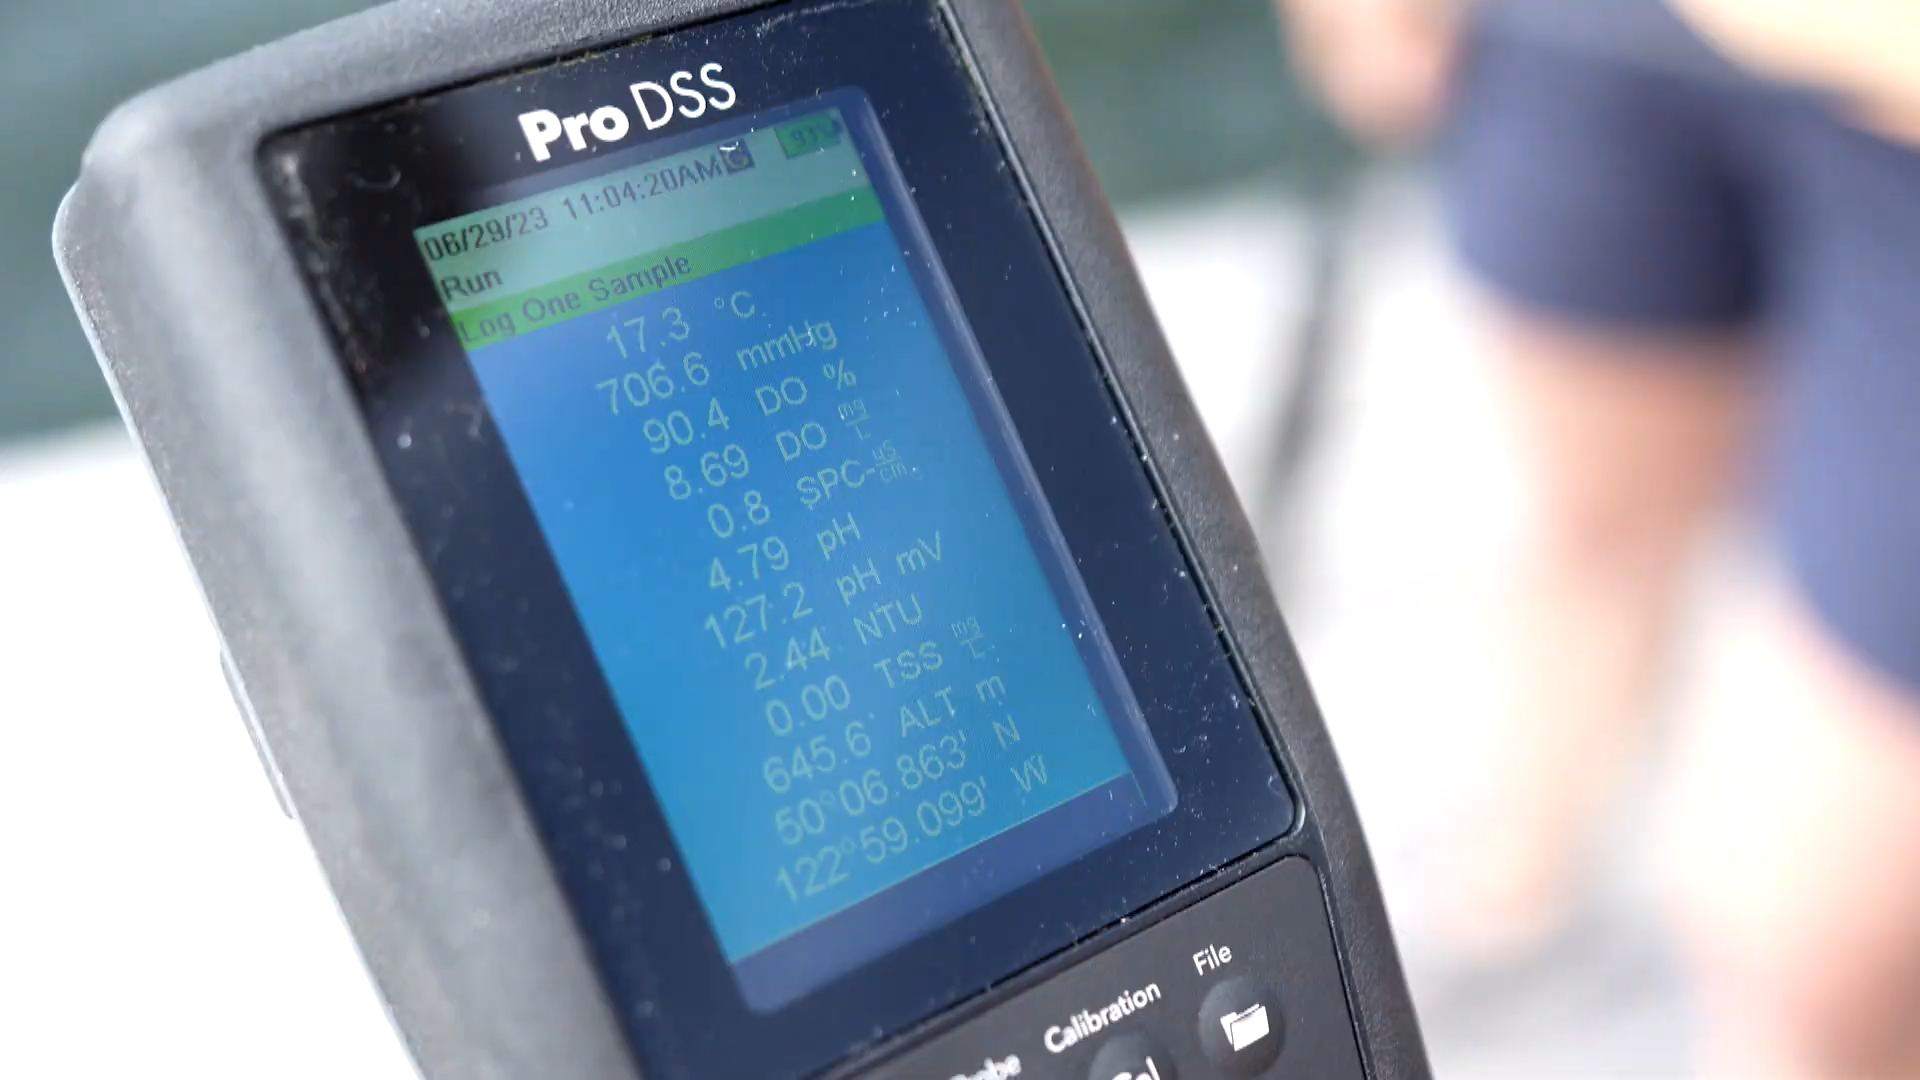 Pro DSS
06/29/23 11:04:20AM G 93%
Run
Log One Sample
17.3 °C
706.6 mmHg
90.4 DO %
8.69 DO mg/L
0.8 SPC-uS/cm
4.79 pH
127.2 pH mV
2.44 NTU
0.00 TSS mg/L
645.6 ALT m
50°06.863' N
122°59.099' W
File
Calibration